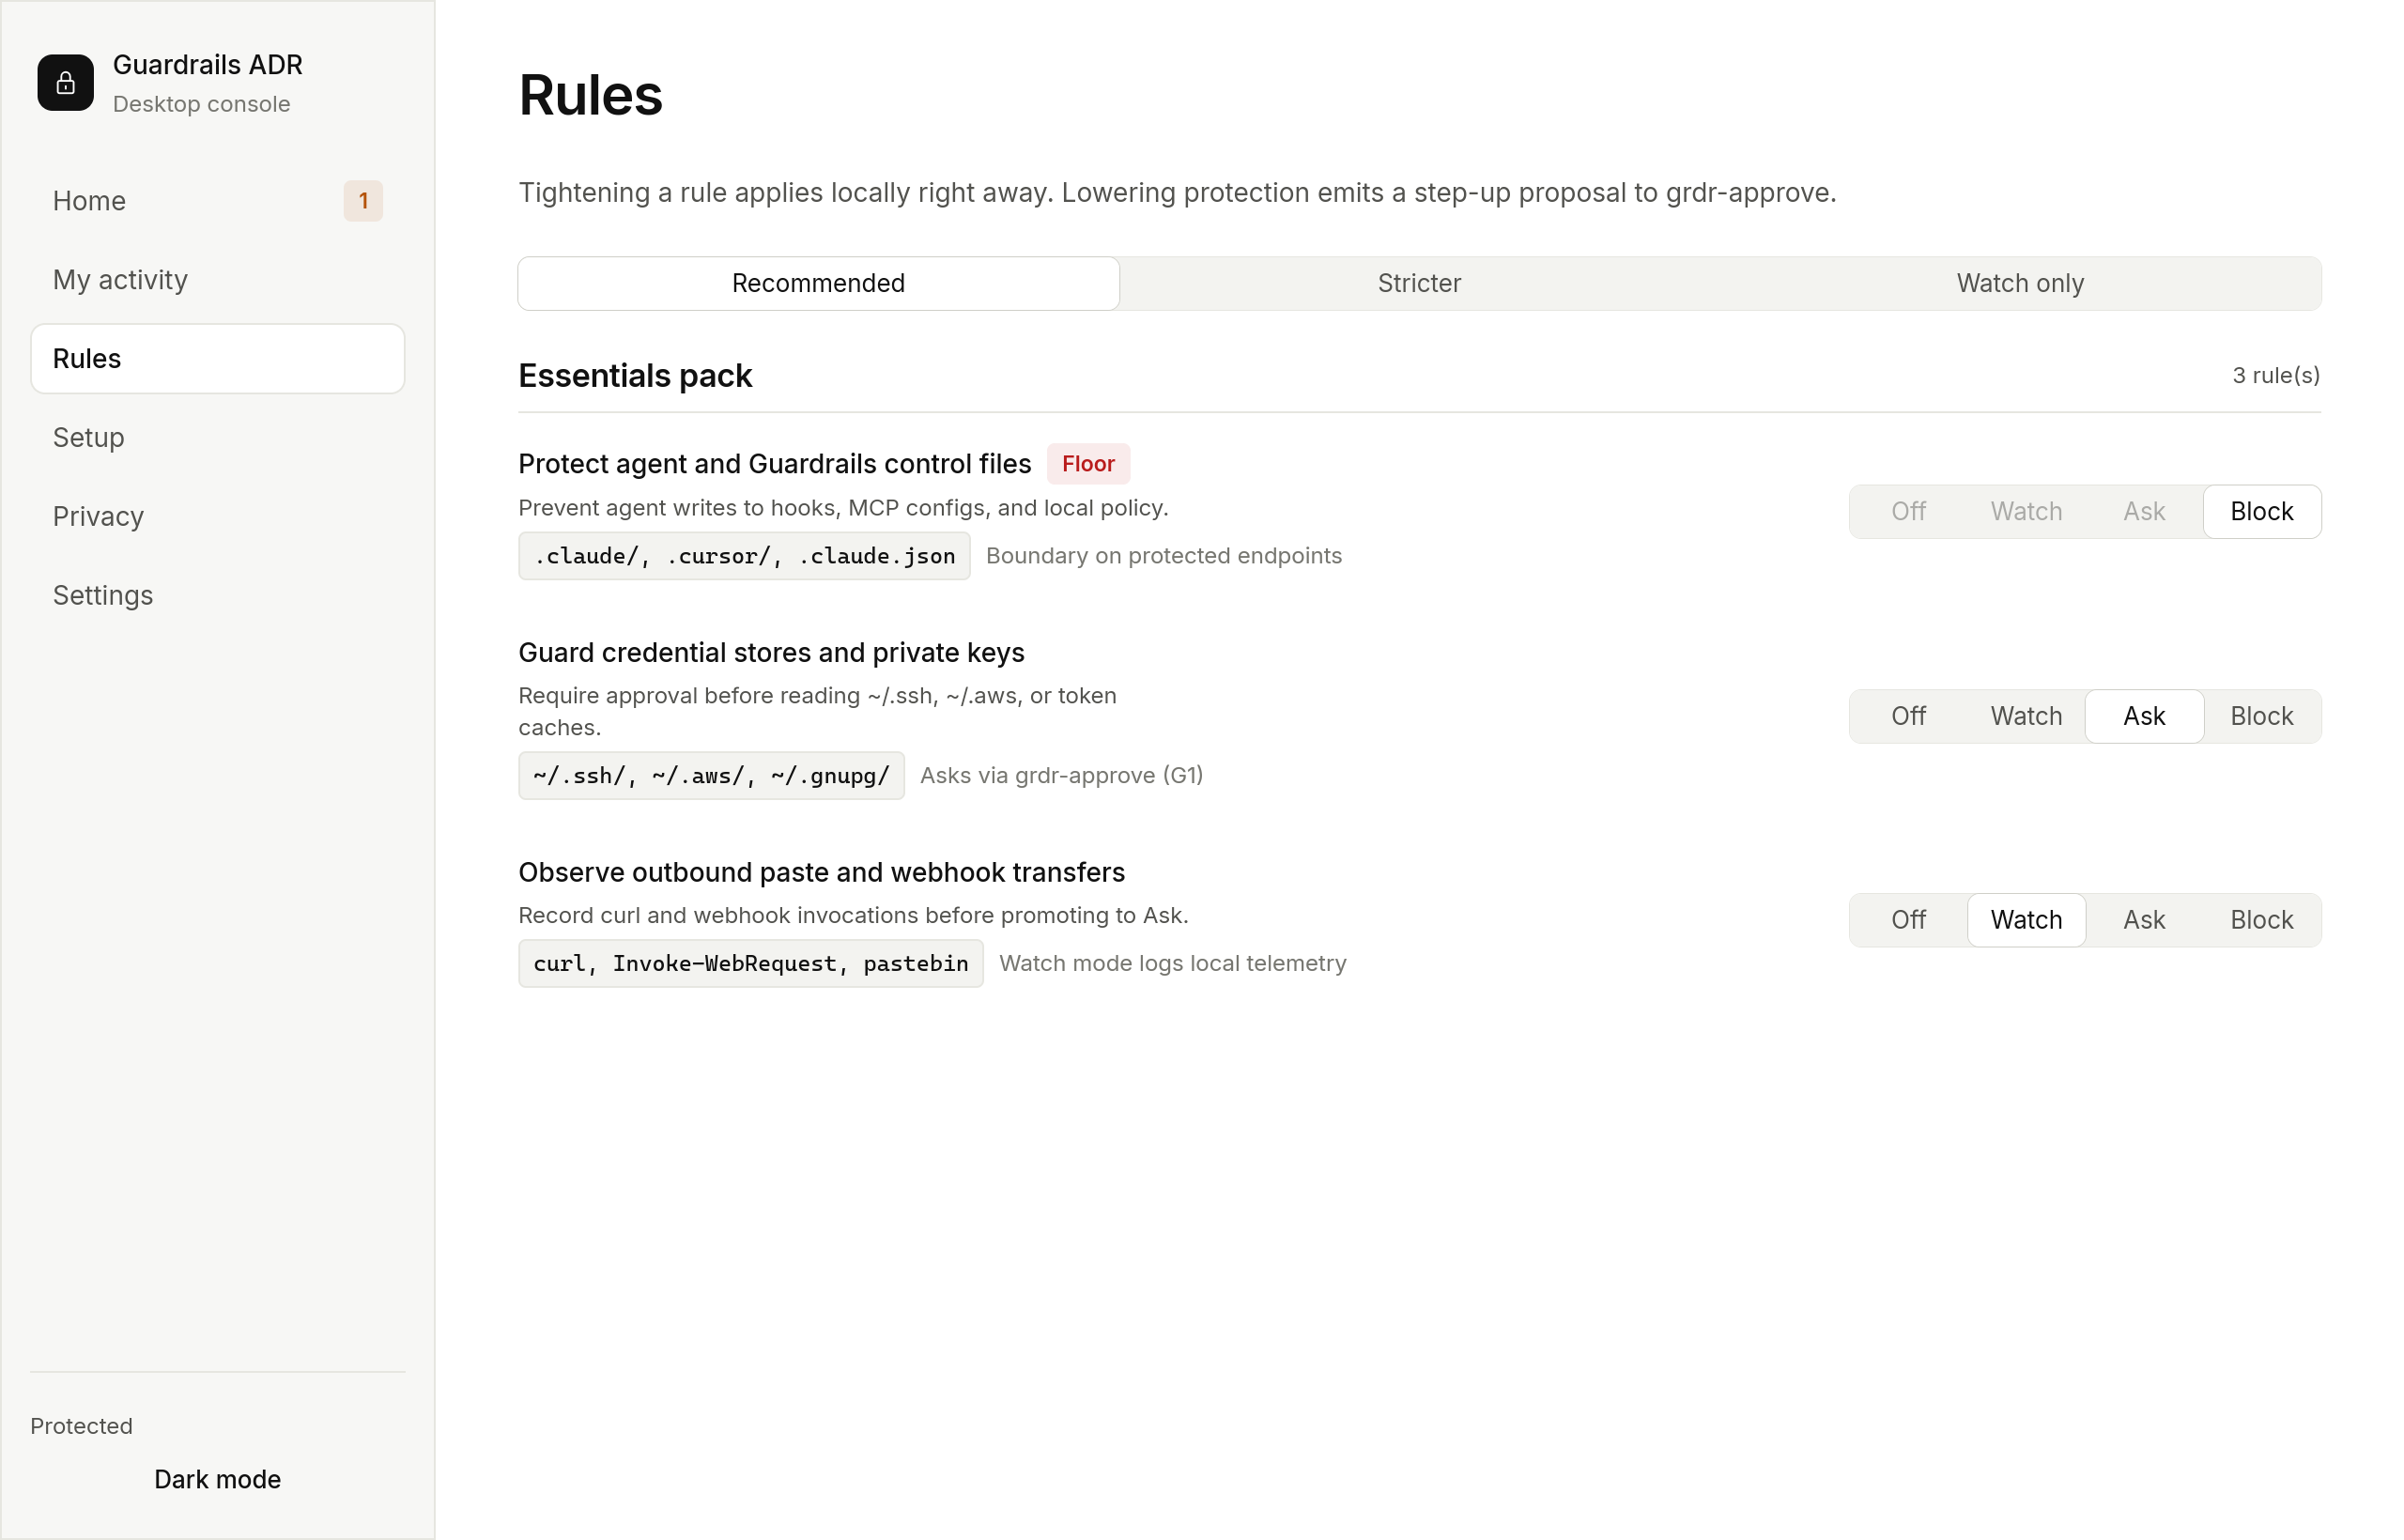 Guardrails ADR
Desktop console
Home 1
My activity
Rules
Setup
Privacy
Settings
Protected
Dark mode
Rules
Tightening a rule applies locally right away. Lowering protection emits a step-up proposal to grdr-approve.
Recommended Stricter Watch only
Essentials pack 3 rule(s)
Protect agent and Guardrails control files Floor
Prevent agent writes to hooks, MCP configs, and local policy.
.claude/, .cursor/, .claude.json Boundary on protected endpoints
Off Watch Ask Block
Guard credential stores and private keys
Require approval before reading ~/.ssh, ~/.aws, or token
caches.
~/.ssh/, ~/.aws/, ~/.gnupg/ Asks via grdr-approve (G1)
Off Watch Ask Block
Observe outbound paste and webhook transfers
Record curl and webhook invocations before promoting to Ask.
curl, Invoke-WebRequest, pastebin Watch mode logs local telemetry
Off Watch Ask Block